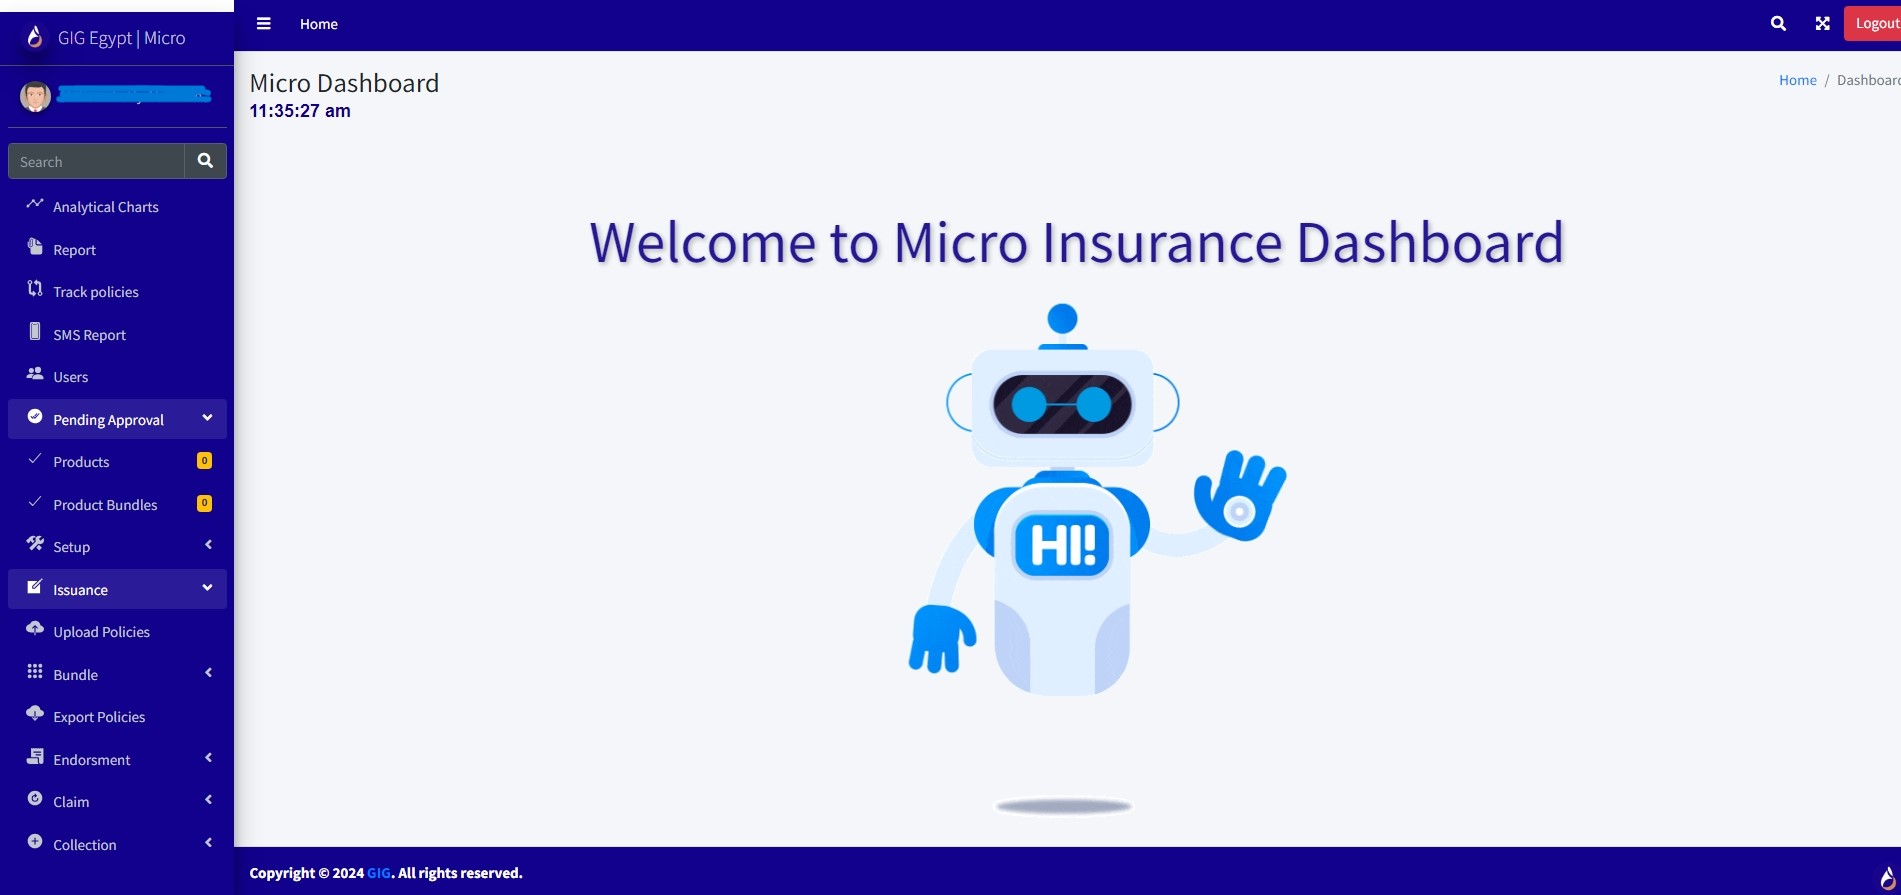 GIG Egypt | Micro
Home
Logout
Micro Dashboard
11:35:27 am
Home / Dashboard
Search
Analytical Charts
Report
Track policies
SMS Report
Users
Pending Approval
Products 0
Product Bundles 0
Setup
Issuance
Upload Policies
Bundle
Export Policies
Endorsment
Claim
Collection
Welcome to Micro Insurance Dashboard
HI!
Copyright © 2024 GIG. All rights reserved.